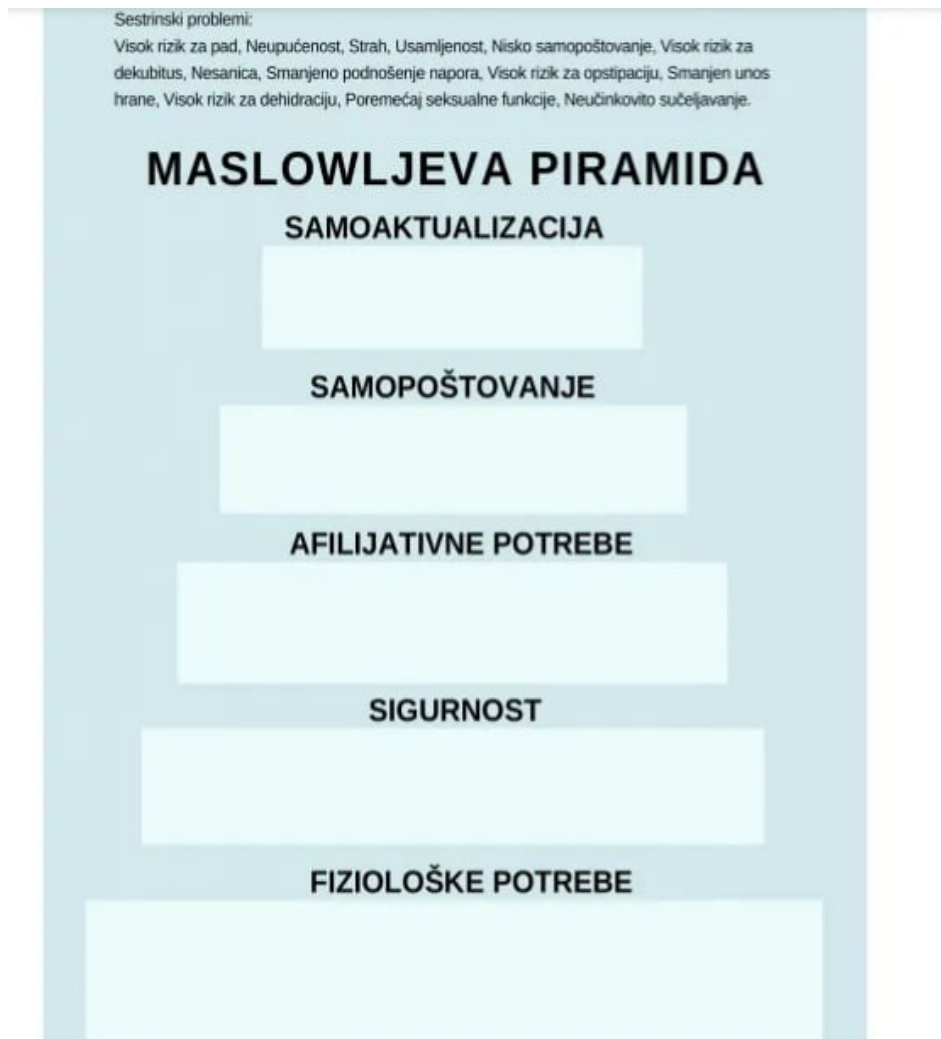 Sestrinski problemi:
Visok rizik za pad, Neupućenost, Strah, Usamljenost, Nisko samopoštovanje, Visok rizik za
dekubitus, Nesanica, Smanjeno podnošenje napora, Visok rizik za opstipaciju, Smanjen unos
hrane, Visok rizik za dehidraciju, Poremećaj seksualne funkcije, Neučinkovito sučeljavanje.
MASLOWLJEVA PIRAMIDA
SAMOAKTUALIZACIJA
SAMOPOŠTOVANJE
AFILIJATIVNE POTREBE
SIGURNOST
FIZIOLOŠKE POTREBE